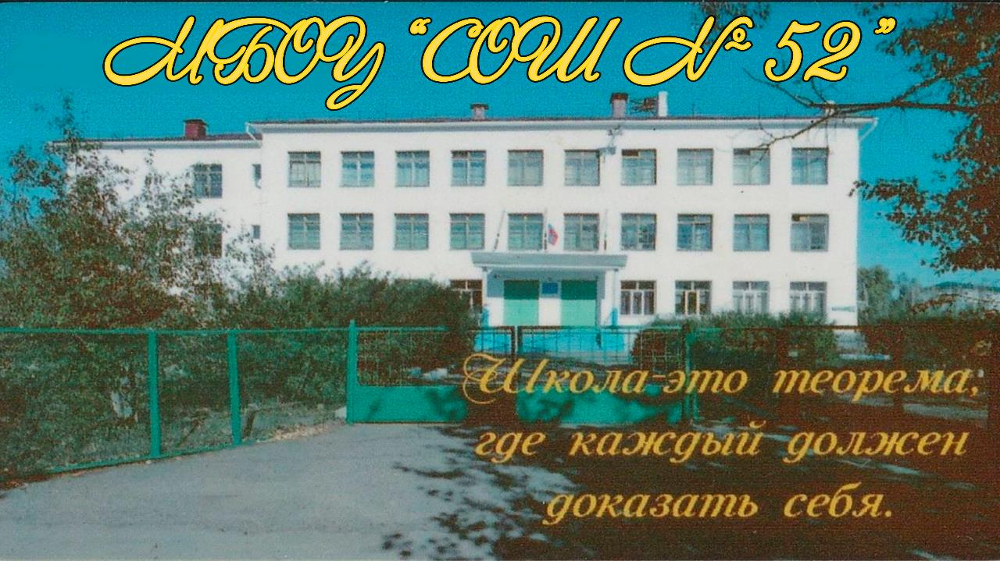 МБОУ “СОШ № 52”
Школа-это теорема,
где каждый должен
доказать себя.